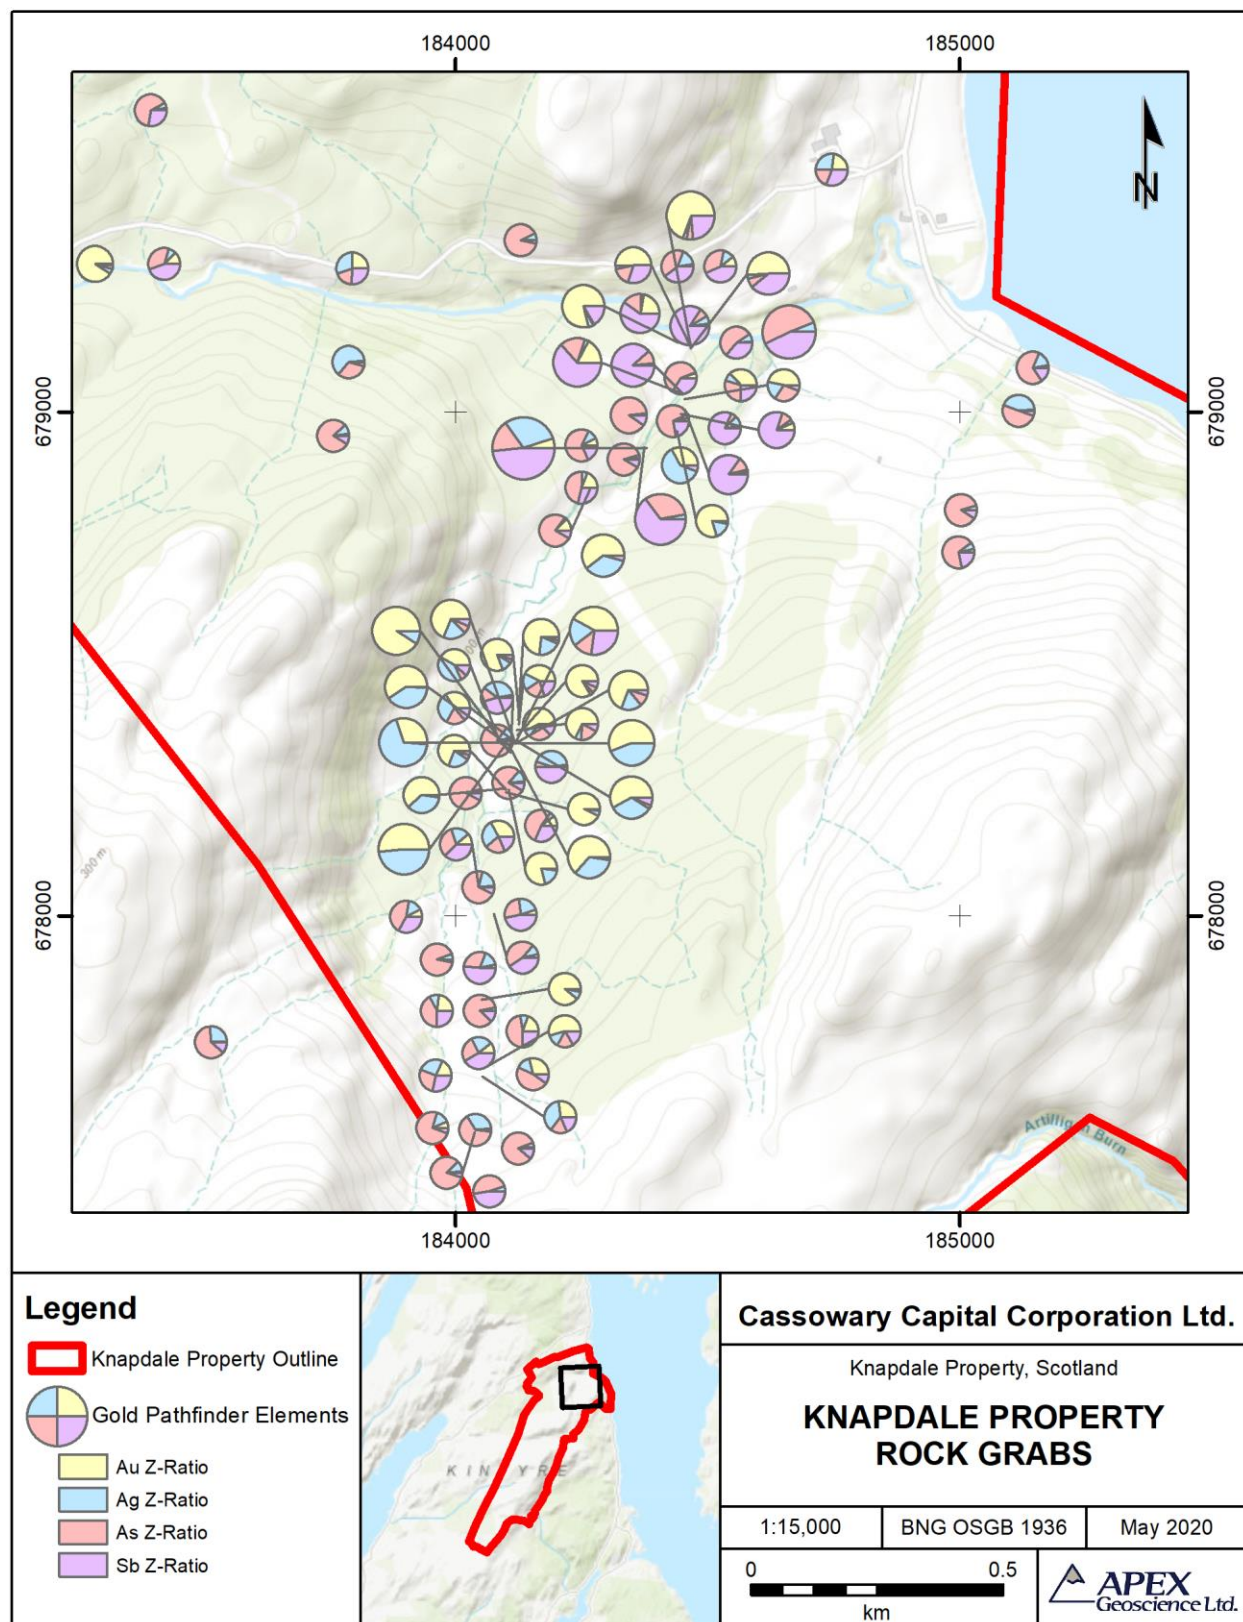 184000
185000
N
679000
679000
678000
678000
300 m
00 m
Artilligan Burn
184000
185000
Legend
Knapdale Property Outline
Gold Pathfinder Elements
Au Z-Ratio
Ag Z-Ratio
As Z-Ratio
Sb Z-Ratio
KINTYRE
Cassowary Capital Corporation Ltd.
Knapdale Property, Scotland
KNAPDALE PROPERTY
ROCK GRABS
1:15,000
BNG OSGB 1936
May 2020
0
0.5
km
APEX
Geoscience Ltd.